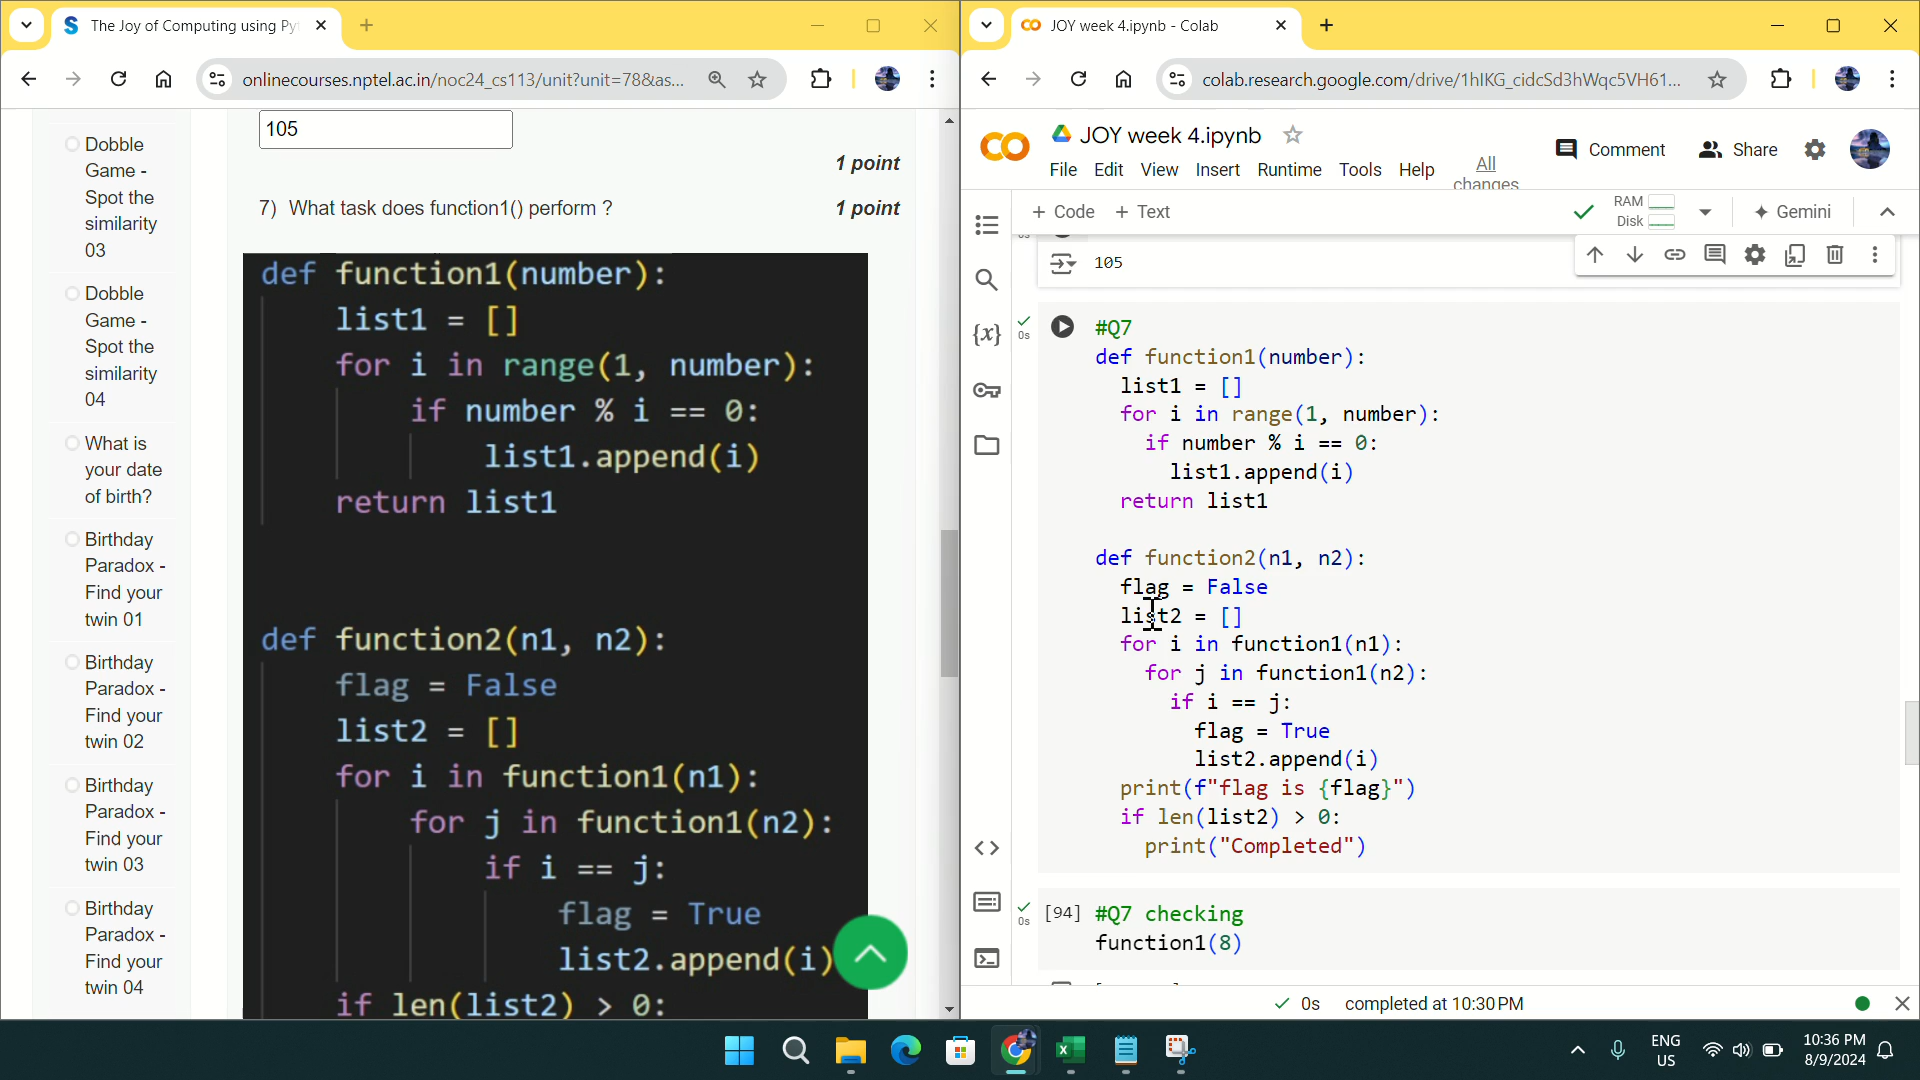 The Joy of Computing using Py
onlinecourses.nptel.ac.in/noc24_cs113/unit?unit=78&as...
Dobble
Game -
Spot the
similarity
03
Dobble
Game -
Spot the
similarity
04
What is
your date
of birth?
Birthday
Paradox -
Find your
twin 01
Birthday
Paradox -
Find your
twin 02
Birthday
Paradox -
Find your
twin 03
Birthday
Paradox -
Find your
twin 04
105
1 point
7) What task does function1() perform ?
1 point
def function1(number):
list1 = []
for i in range(1, number):
if number % i == 0:
list1.append(i)
return list1
def function2(n1, n2):
flag = False
list2 = []
for i in function1(n1):
for j in function1(n2):
if i == j:
flag = True
list2.append(i)
if len(list2) > 0:
JOY week 4.ipynb - Colab
colab.research.google.com/drive/1hIKG_cidcSd3hWqc5VH61...
JOY week 4.ipynb
Comment
Share
File Edit View Insert Runtime Tools Help
All
changes
+ Code + Text
RAM
Disk
Gemini
0s
105
0s
#Q7
def function1(number):
list1 = []
for i in range(1, number):
if number % i == 0:
list1.append(i)
return list1
def function2(n1, n2):
flag = False
list2 = []
for i in function1(n1):
for j in function1(n2):
if i == j:
flag = True
list2.append(i)
print(f"flag is {flag}")
if len(list2) > 0:
print("Completed")
0s
[94] #Q7 checking
function1(8)
0s completed at 10:30 PM
ENG
US
10:36 PM
8/9/2024